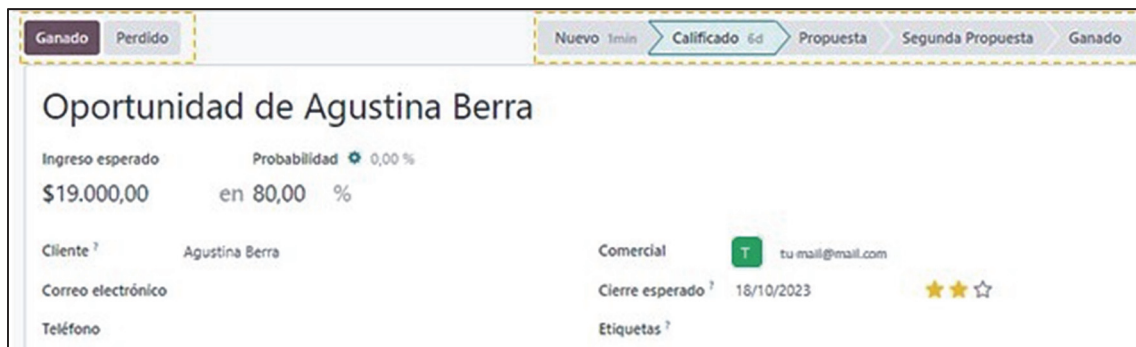 Ganado Perdido Nuevo 1min Calificado 6d Propuesta Segunda Propuesta Ganado
Oportunidad de Agustina Berra
Ingreso esperado Probabilidad 0,00 %
$19.000,00 en 80,00 %
Cliente ? Agustina Berra Comercial T tu-mail@mail.com
Correo electrónico Cierre esperado ? 18/10/2023
Teléfono Etiquetas ?